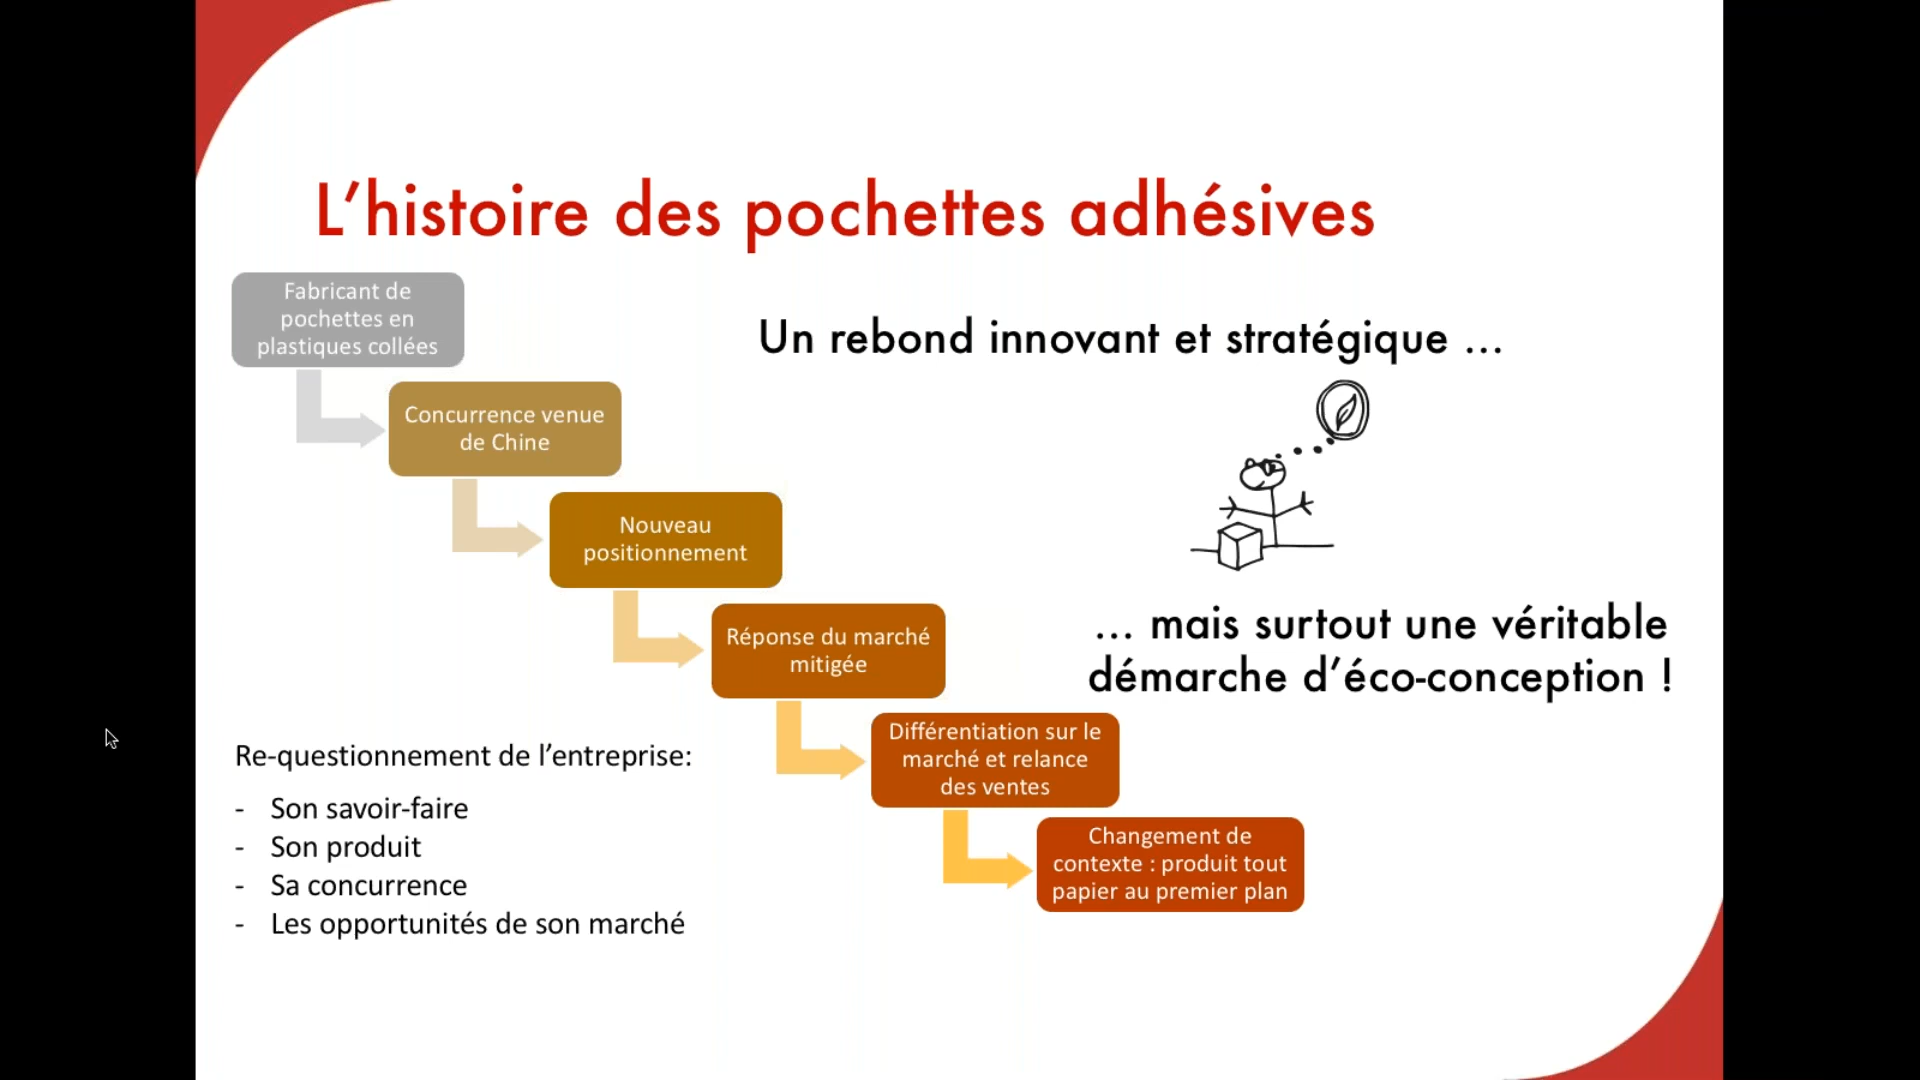 L’histoire des pochettes adhésives
Fabricant de
pochettes en
plastiques collées
Un rebond innovant et stratégique ...
Concurrence venue
de Chine
Nouveau
positionnement
Réponse du marché
mitigée
... mais surtout une véritable
démarche d’éco-conception !
Différentiation sur le
marché et relance
des ventes
Changement de
contexte : produit tout
papier au premier plan
Re-questionnement de l’entreprise:
- Son savoir-faire
- Son produit
- Sa concurrence
- Les opportunités de son marché